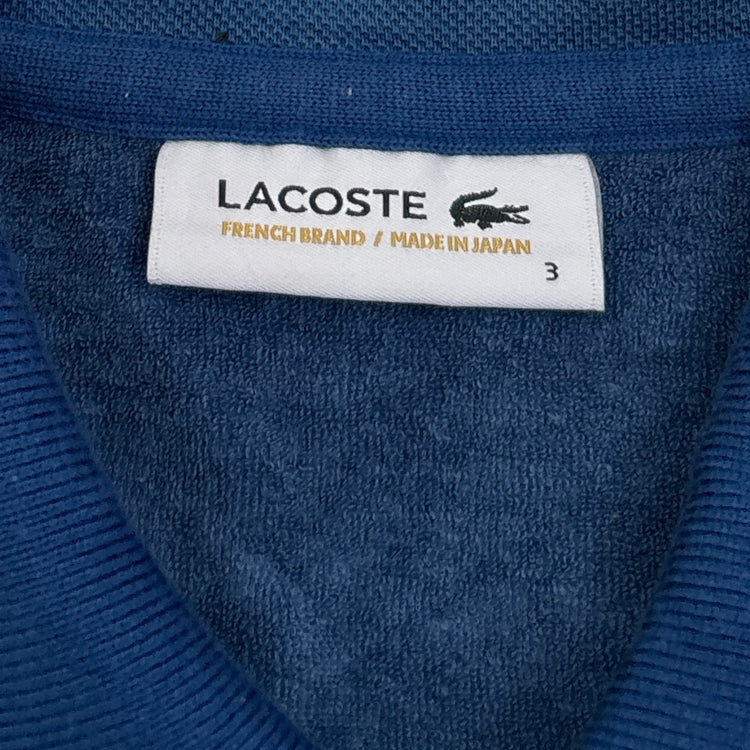 LACOSTE
FRENCH BRAND / MADE IN JAPAN
3